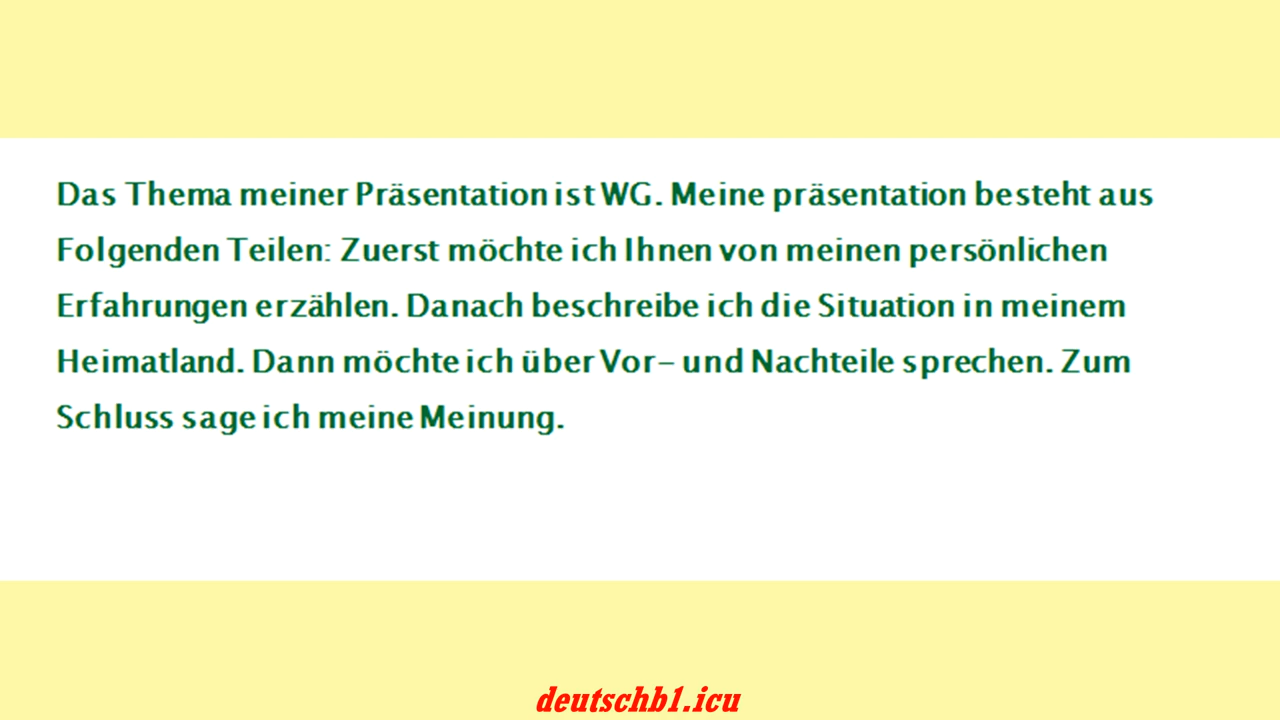 Das Thema meiner Präsentation ist WG. Meine präsentation besteht aus
Folgenden Teilen: Zuerst möchte ich Ihnen von meinen persönlichen
Erfahrungen erzählen. Danach beschreibe ich die Situation in meinem
Heimatland. Dann möchte ich über Vor– und Nachteile sprechen. Zum
Schluss sage ich meine Meinung.
deutschb1.icu